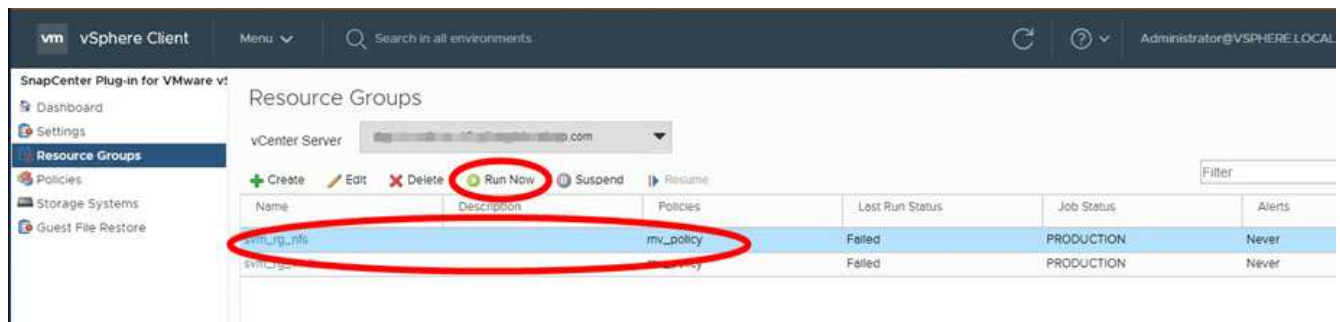 vm vSphere Client Menu Search in all environments Administrator@VSPHERE.LOCAL
SnapCenter Plug-in for VMware vS
Dashboard
Settings
Resource Groups
Policies
Storage Systems
Guest File Restore
Resource Groups
vCenter Server .com
Create Edit Delete Run Now Suspend Resume Filter
Name Description Policies Last Run Status Job Status Alerts
svm_rg_nfs mv_policy Failed PRODUCTION Never
Failed PRODUCTION Never